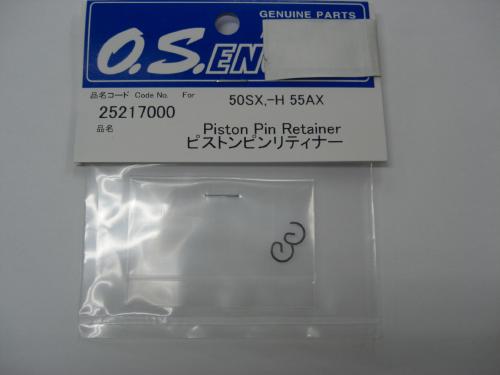 GENUINE PARTS
O.S.EN
品名コード Code No. For
50SX,-H 55AX
25217000
品名
Piston Pin Retainer
ピストンピンリティナー